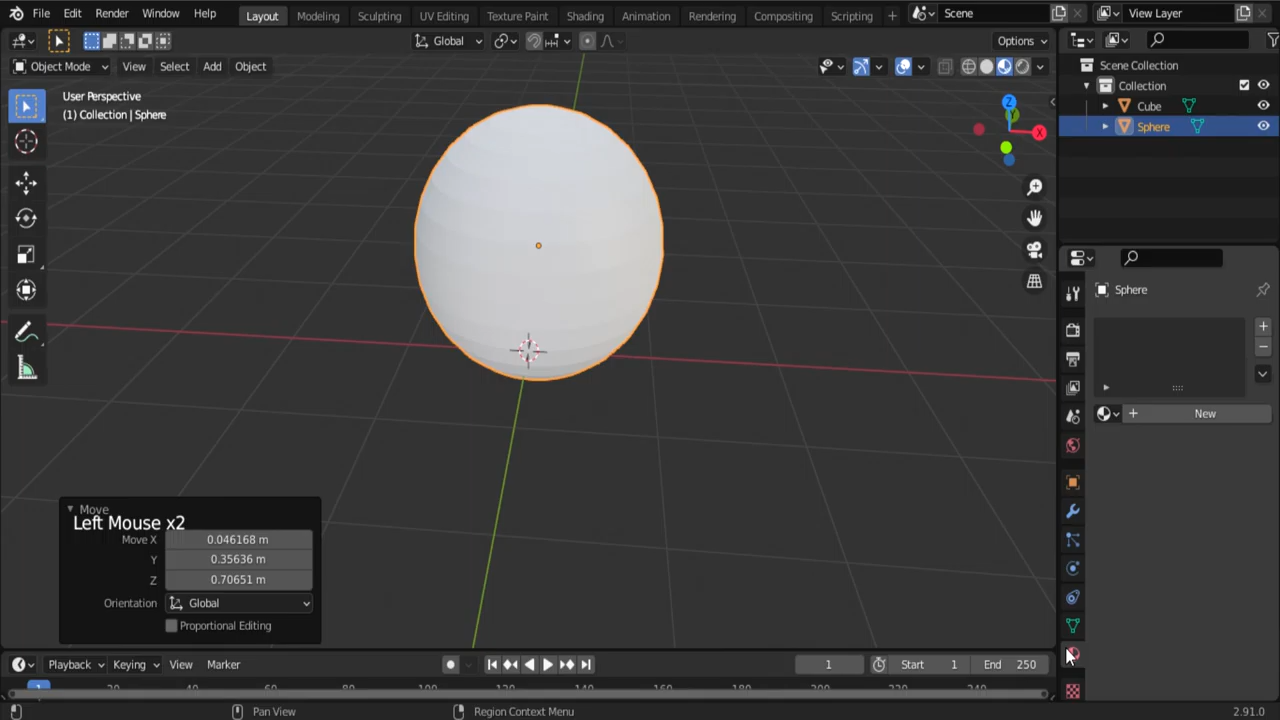 File Edit Render Window Help Layout Modeling Sculpting UV Editing Texture Paint Shading Animation Rendering Compositing Scripting + Scene View Layer
Global Options
Object Mode View Select Add Object
User Perspective
(1) Collection | Sphere
Scene Collection
Collection
Cube
Sphere
Z
Y
X
Sphere
New
Move
Left Mouse x2
Move X 0.046168 m
Y 0.35636 m
Z 0.70651 m
Orientation Global
Proportional Editing
Playback Keying View Marker 1 Start 1 End 250
1
Pan View Region Context Menu 2.91.0